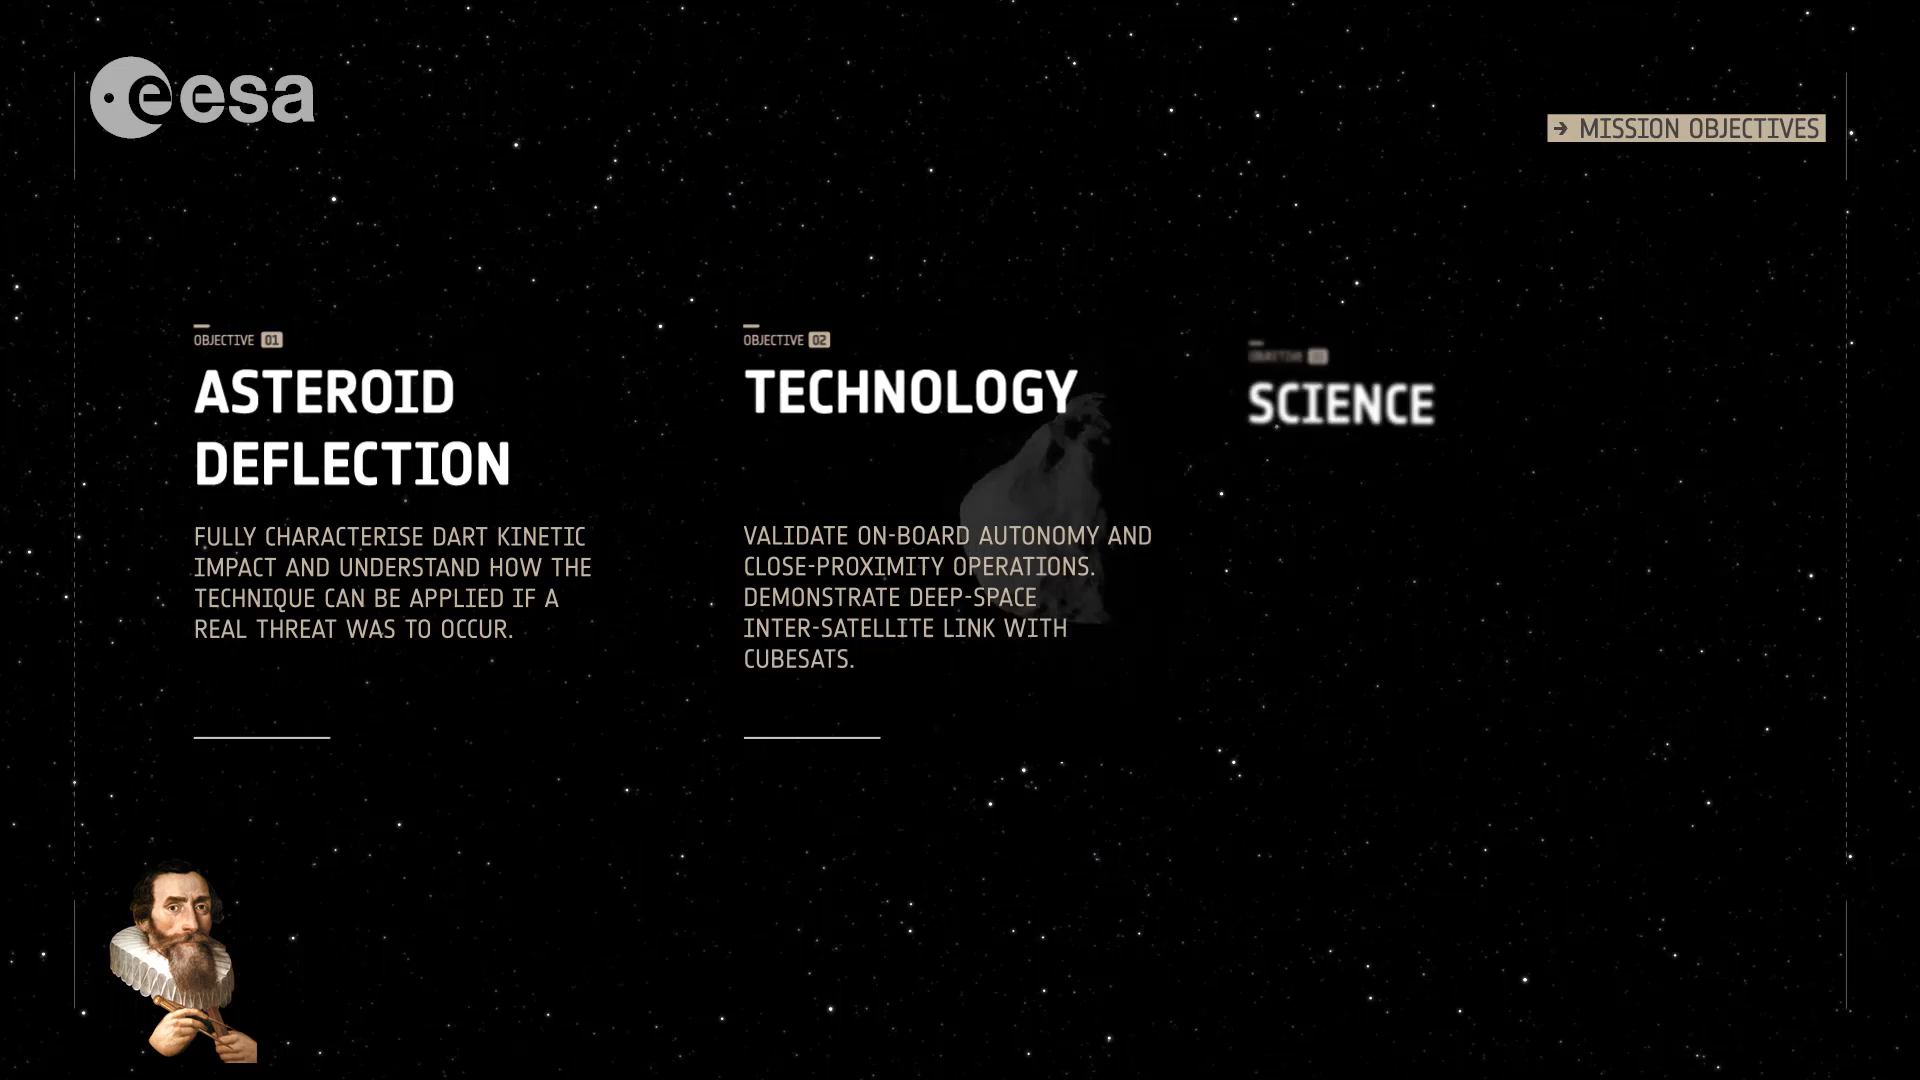 esa
→ MISSION OBJECTIVES
OBJECTIVE 01
ASTEROID
DEFLECTION
FULLY CHARACTERISE DART KINETIC
IMPACT AND UNDERSTAND HOW THE
TECHNIQUE CAN BE APPLIED IF A
REAL THREAT WAS TO OCCUR.
OBJECTIVE 02
TECHNOLOGY
VALIDATE ON-BOARD AUTONOMY AND
CLOSE-PROXIMITY OPERATIONS.
DEMONSTRATE DEEP-SPACE
INTER-SATELLITE LINK WITH
CUBESATS.
SCIENCE